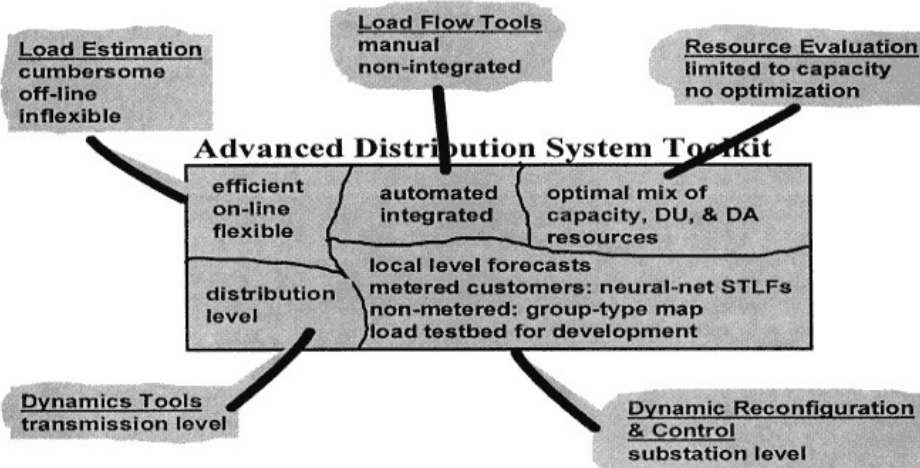 Load Flow Tools
manual
non-integrated
Load Estimation
cumbersome
off-line
inflexible
Resource Evaluation
limited to capacity
no optimization
Advanced Distribution System Toolkit
efficient
on-line
flexible
automated
integrated
optimal mix of
capacity, DU, & DA
resources
distribution
level
local level forecasts
metered customers: neural-net STLFs
non-metered: group-type map
load testbed for development
Dynamics Tools
transmission level
Dynamic Reconfiguration
& Control
substation level